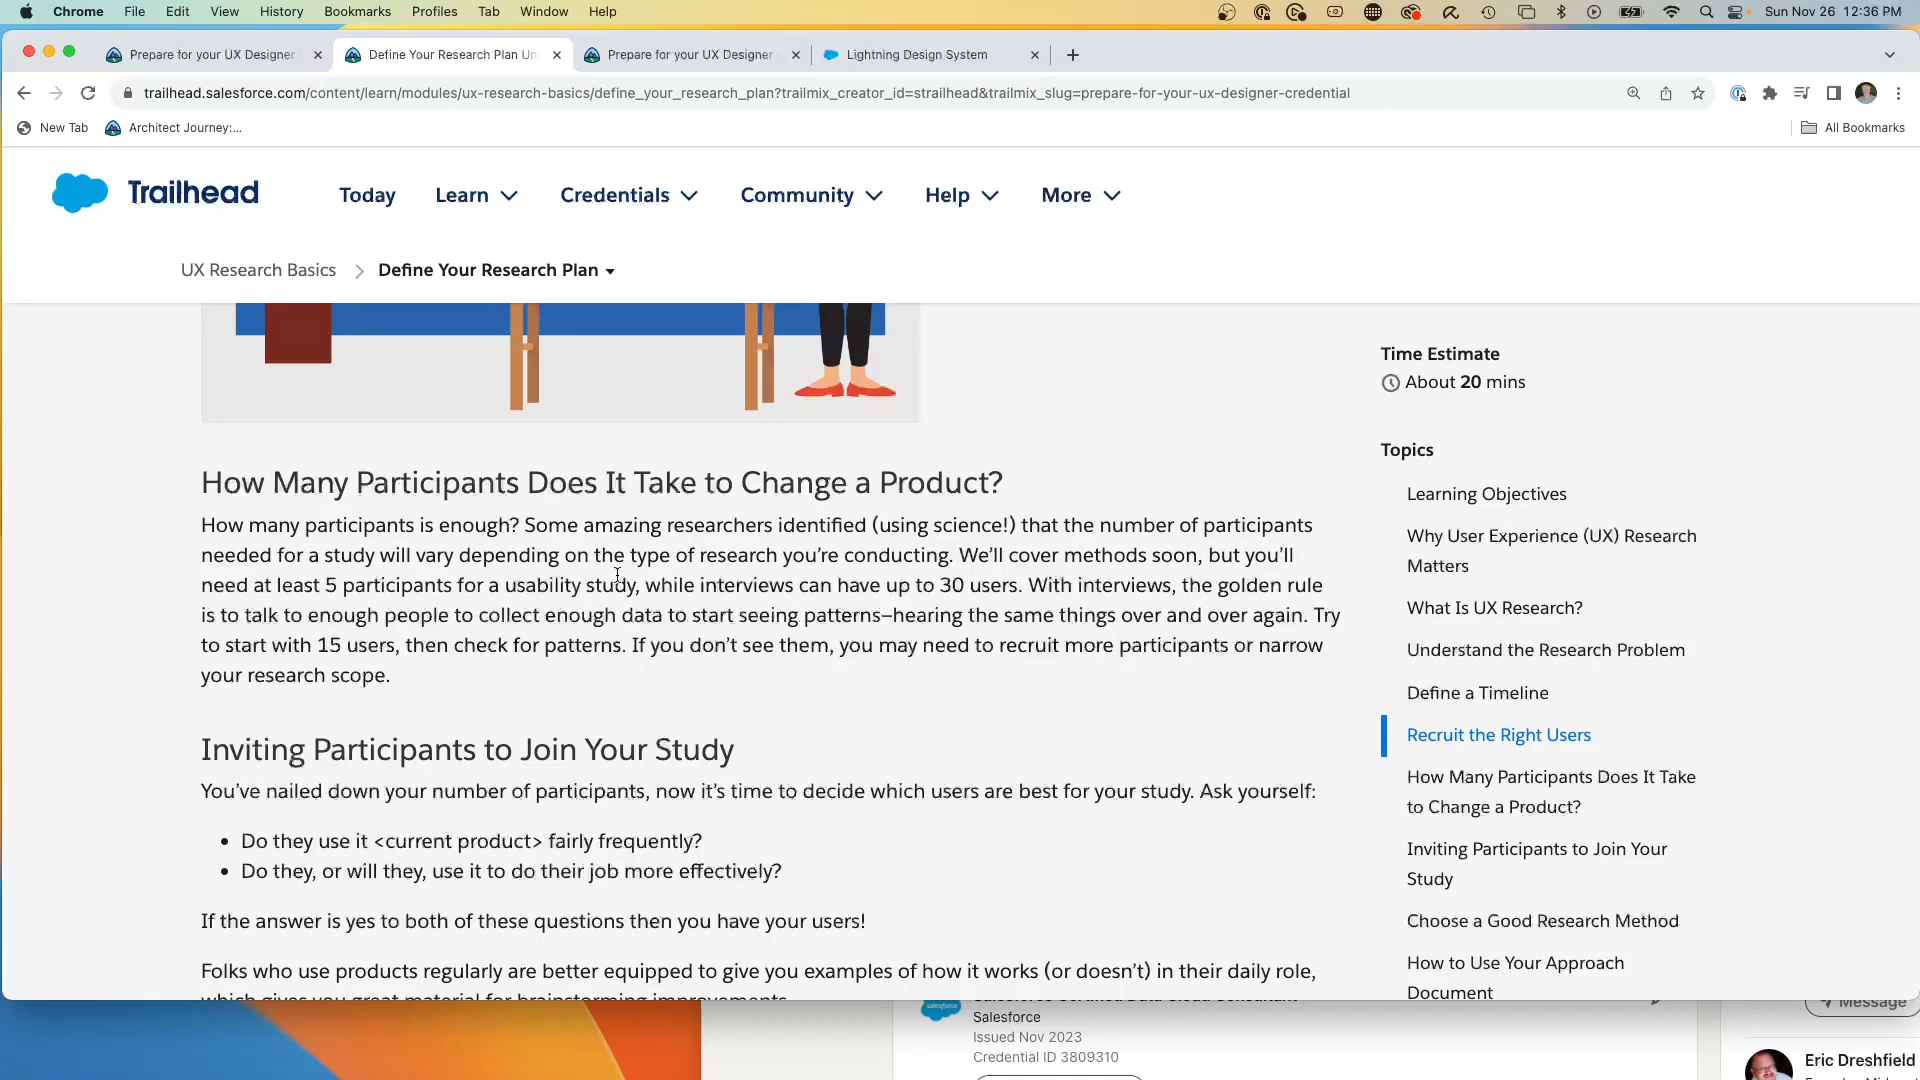 Chrome File Edit View History Bookmarks Profiles Tab Window Help Sun Nov 26 12:36 PM
Prepare for your UX Designer
Define Your Research Plan Un
Prepare for your UX Designer
Lightning Design System
trailhead.salesforce.com/content/learn/modules/ux-research-basics/define_your_research_plan?trailmix_creator_id=strailhead&trailmix_slug=prepare-for-your-ux-designer-credential
New Tab Architect Journey:... All Bookmarks
Trailhead Today Learn Credentials Community Help More
UX Research Basics Define Your Research Plan
How Many Participants Does It Take to Change a Product?
How many participants is enough? Some amazing researchers identified (using science!) that the number of participants
needed for a study will vary depending on the type of research you’re conducting. We’ll cover methods soon, but you’ll
need at least 5 participants for a usability study, while interviews can have up to 30 users. With interviews, the golden rule
is to talk to enough people to collect enough data to start seeing patterns—hearing the same things over and over again. Try
to start with 15 users, then check for patterns. If you don’t see them, you may need to recruit more participants or narrow
your research scope.
Inviting Participants to Join Your Study
You’ve nailed down your number of participants, now it’s time to decide which users are best for your study. Ask yourself:
• Do they use it <current product> fairly frequently?
• Do they, or will they, use it to do their job more effectively?
If the answer is yes to both of these questions then you have your users!
Folks who use products regularly are better equipped to give you examples of how it works (or doesn’t) in their daily role,
which gives you great material for brainstorming improvements.
Time Estimate
About 20 mins
Topics
Learning Objectives
Why User Experience (UX) Research
Matters
What Is UX Research?
Understand the Research Problem
Define a Timeline
Recruit the Right Users
How Many Participants Does It Take
to Change a Product?
Inviting Participants to Join Your
Study
Choose a Good Research Method
How to Use Your Approach
Document
Salesforce
Issued Nov 2023
Credential ID 3809310
Message
Eric Dreshfield